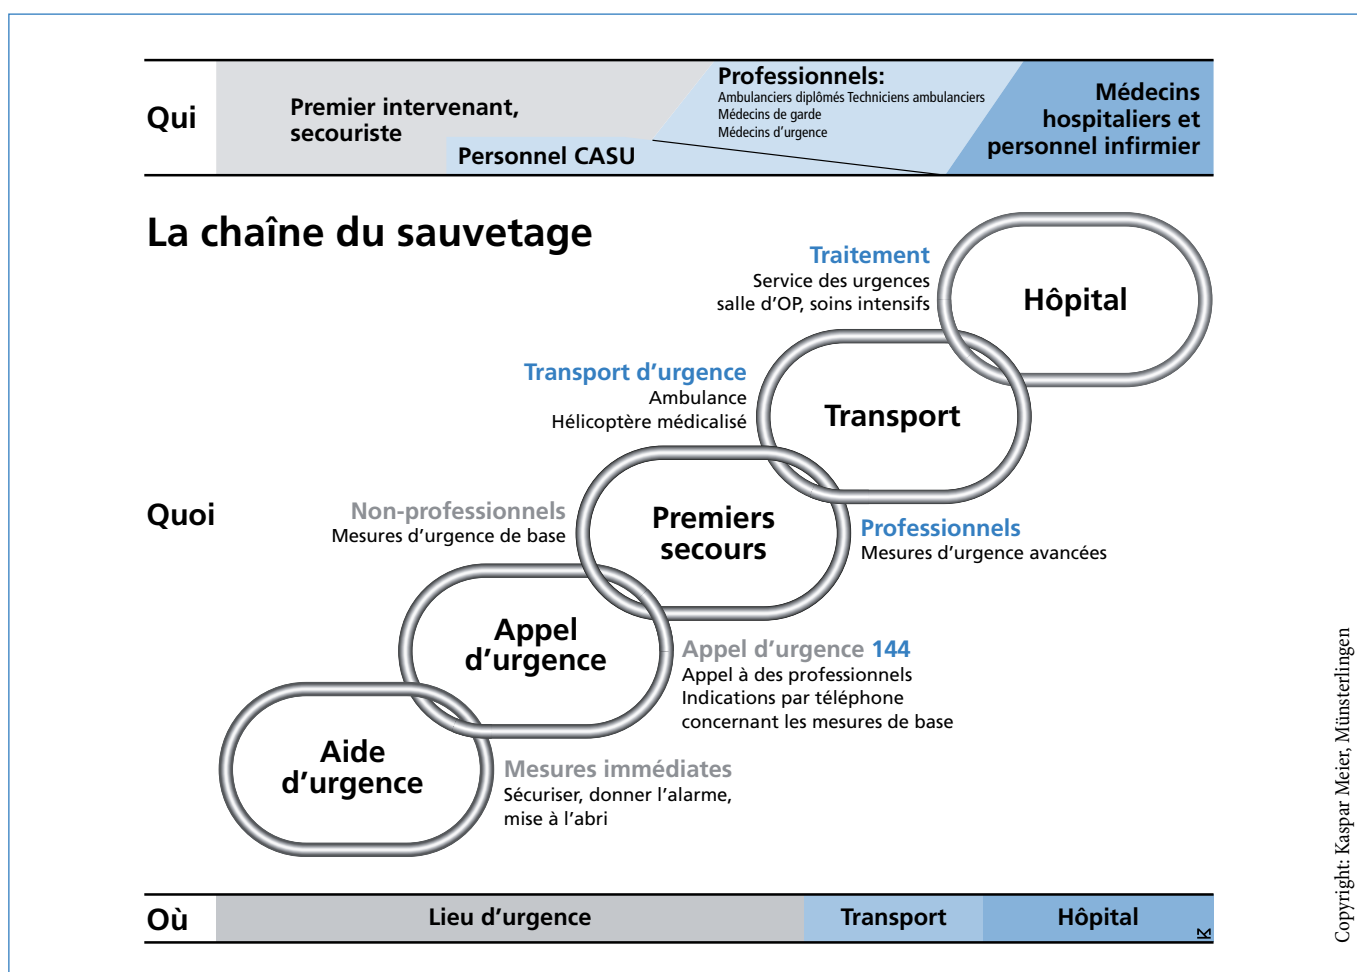 Qui
Premier intervenant,
secouriste
Personnel CASU
Professionnels:
Ambulanciers diplômés Techniciens ambulanciers
Médecins de garde
Médecins d’urgence
Médecins
hospitaliers et
personnel infirmier
La chaîne du sauvetage
Traitement
Service des urgences
salle d’OP, soins intensifs
Hôpital
Transport d’urgence
Ambulance
Hélicoptère médicalisé
Transport
Quoi
Non-professionnels
Mesures d’urgence de base
Premiers
secours
Professionnels
Mesures d’urgence avancées
Appel
d’urgence
Appel d’urgence 144
Appel à des professionnels
Indications par téléphone
concernant les mesures de base
Aide
d’urgence
Mesures immédiates
Sécuriser, donner l’alarme,
mise à l’abri
Où
Lieu d’urgence
Transport
Hôpital
Copyright: Kaspar Meier, Münsterlingen